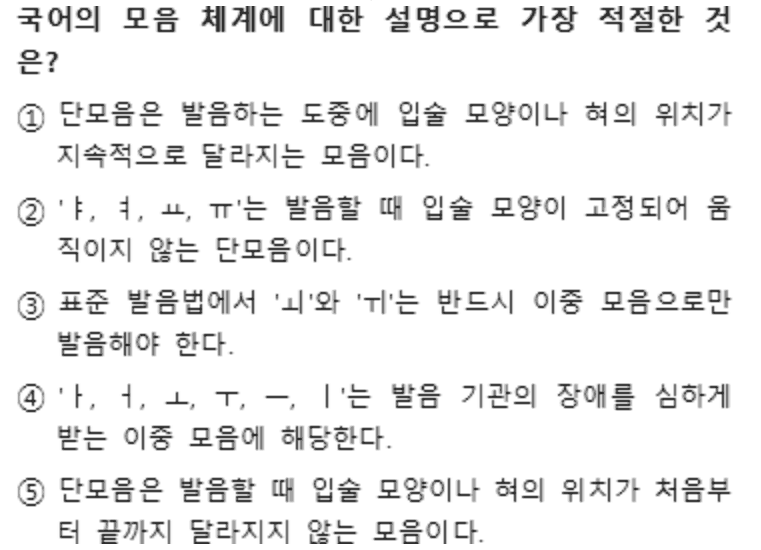 국어의 모음 체계에 대한 설명으로 가장 적절한 것
은?
① 단모음은 발음하는 도중에 입술 모양이나 혀의 위치가
지속적으로 달라지는 모음이다.
② 'ㅑ, ㅕ, ㅛ, ㅠ'는 발음할 때 입술 모양이 고정되어 움
직이지 않는 단모음이다.
③ 표준 발음법에서 'ㅚ'와 'ㅟ'는 반드시 이중 모음으로만
발음해야 한다.
④ 'ㅏ, ㅓ, ㅗ, ㅜ, ㅡ, ㅣ'는 발음 기관의 장애를 심하게
받는 이중 모음에 해당한다.
⑤ 단모음은 발음할 때 입술 모양이나 혀의 위치가 처음부
터 끝까지 달라지지 않는 모음이다.